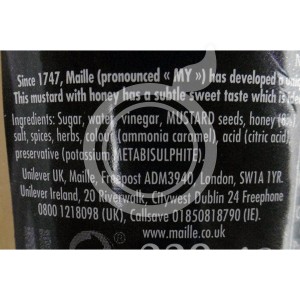 Since 1747, Maille (pronounced « MY ») has developed a
This mustard with honey has a subtle sweet taste which is
Ingredients: Sugar, water, vinegar, MUSTARD seeds, honey
salt, spices, herbs, colour (ammonia caramel), acid (citric acid),
preservative (potassium METABISULPHITE).
Unilever UK, Maille, Freepost ADM3940, London, SW1A 1YR.
Unilever Ireland, 20 Riverwalk, Citywest Dublin 24 Freephone
0800 1218098 (UK), Callsave 01850818790 (IE).
www.maille.com